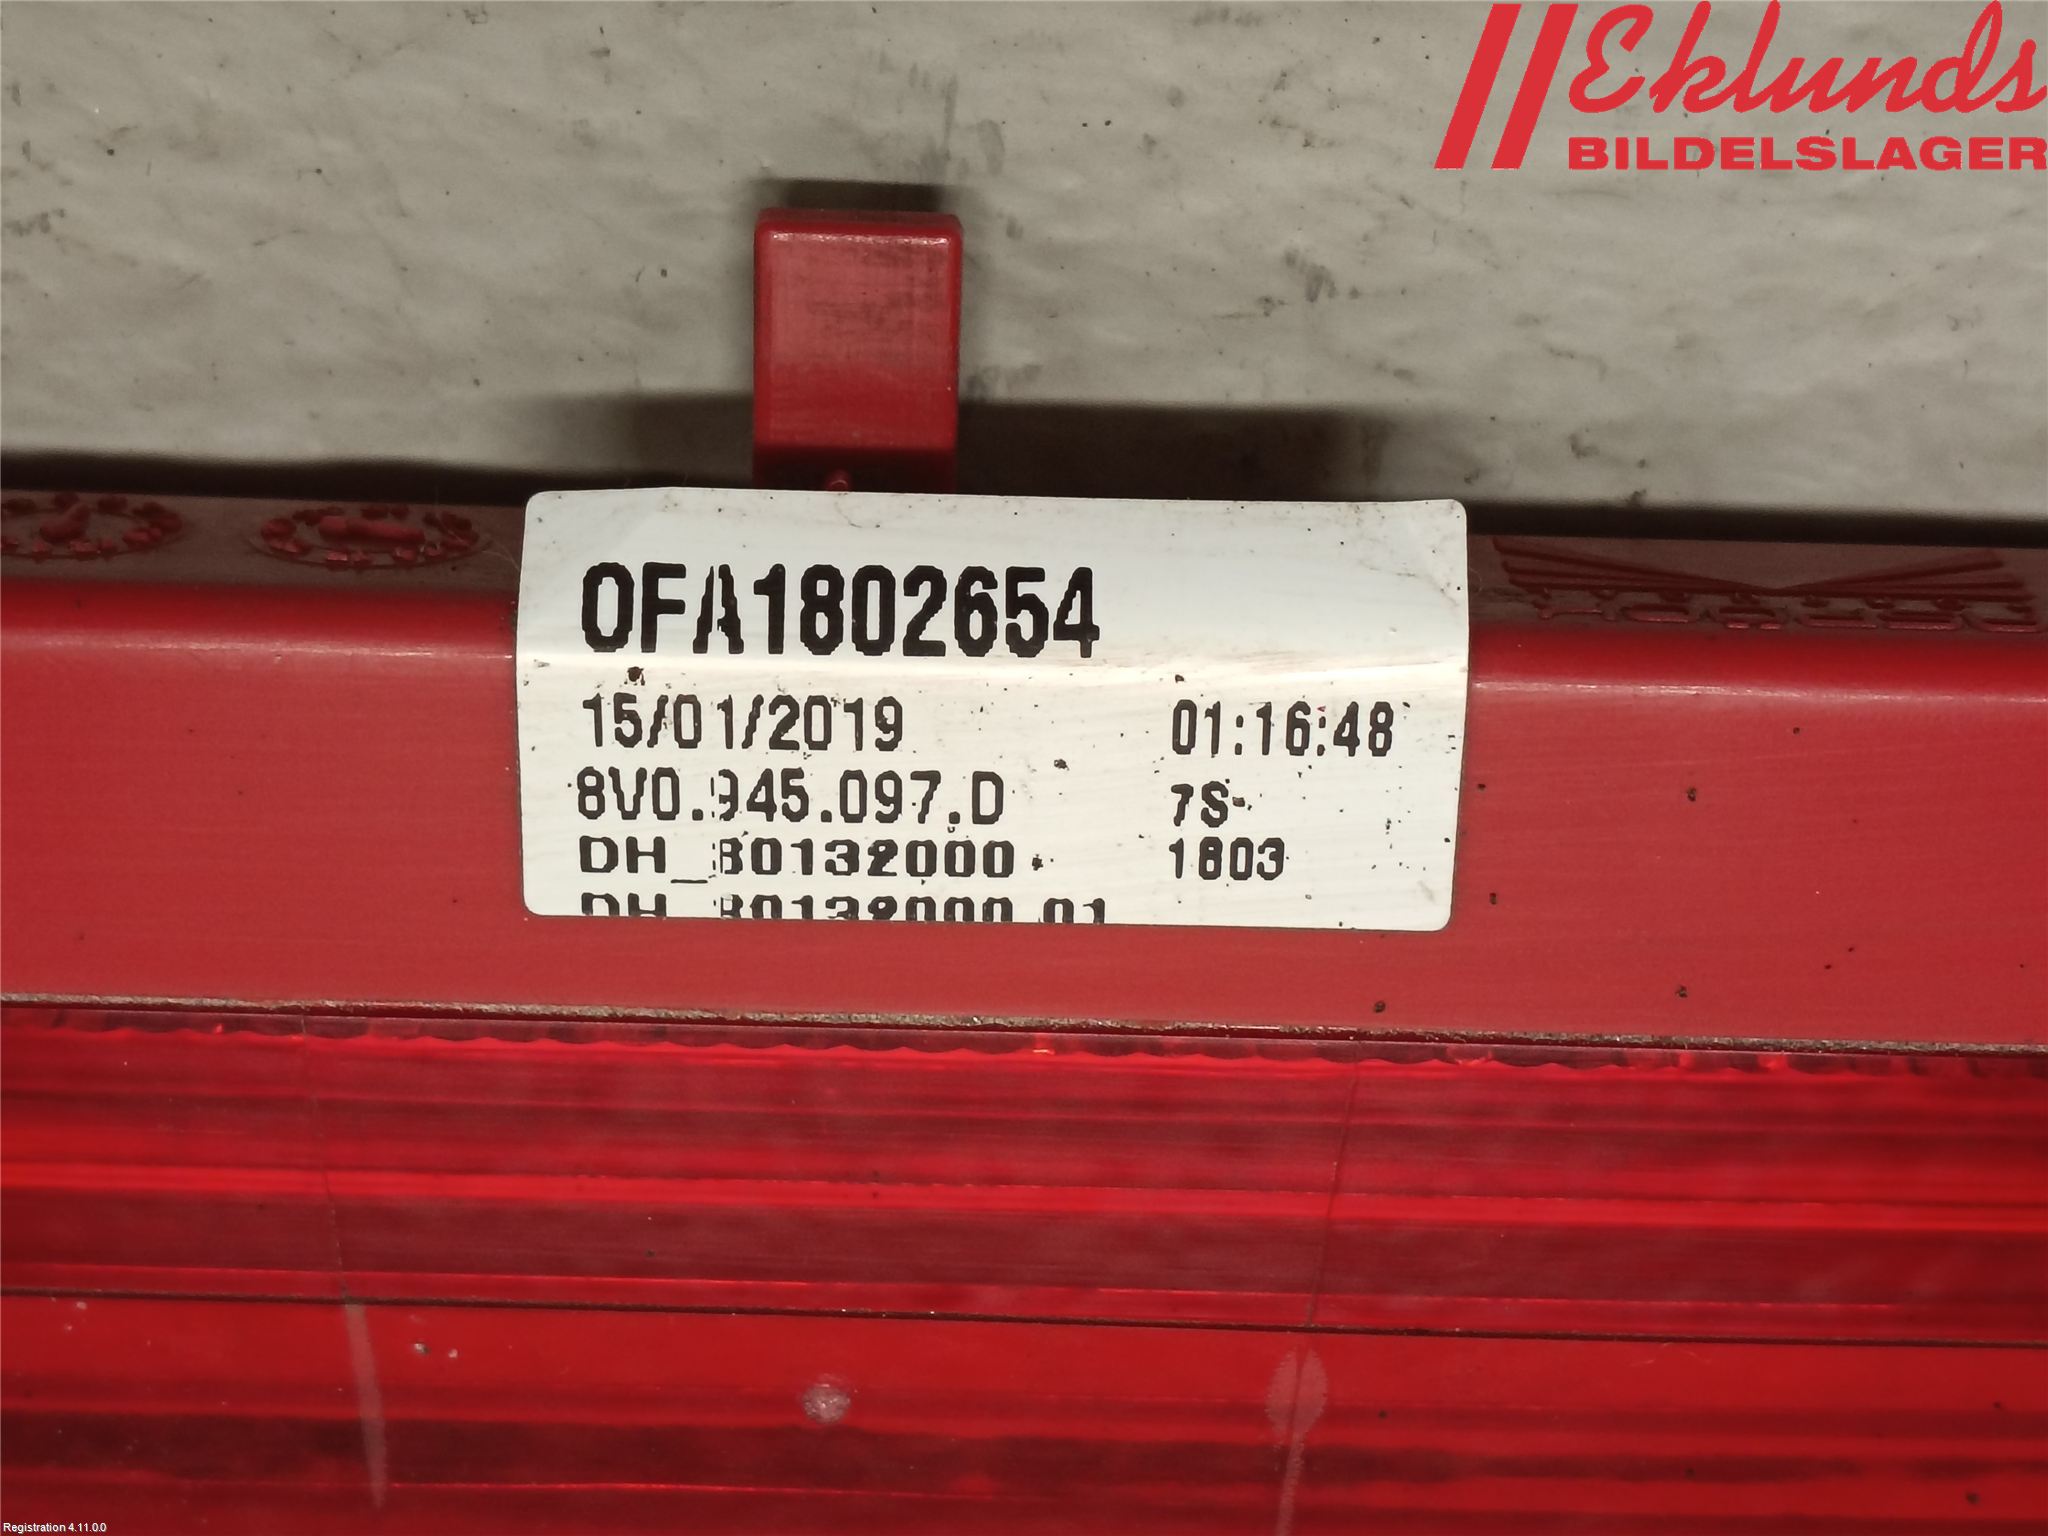 Eklunds
BILDELSLAGER
OFA1802654
15/01/2019 01:16:48
8V0.945.097.D 7S
DH_80132000 1803
Registration 4.11.0.0